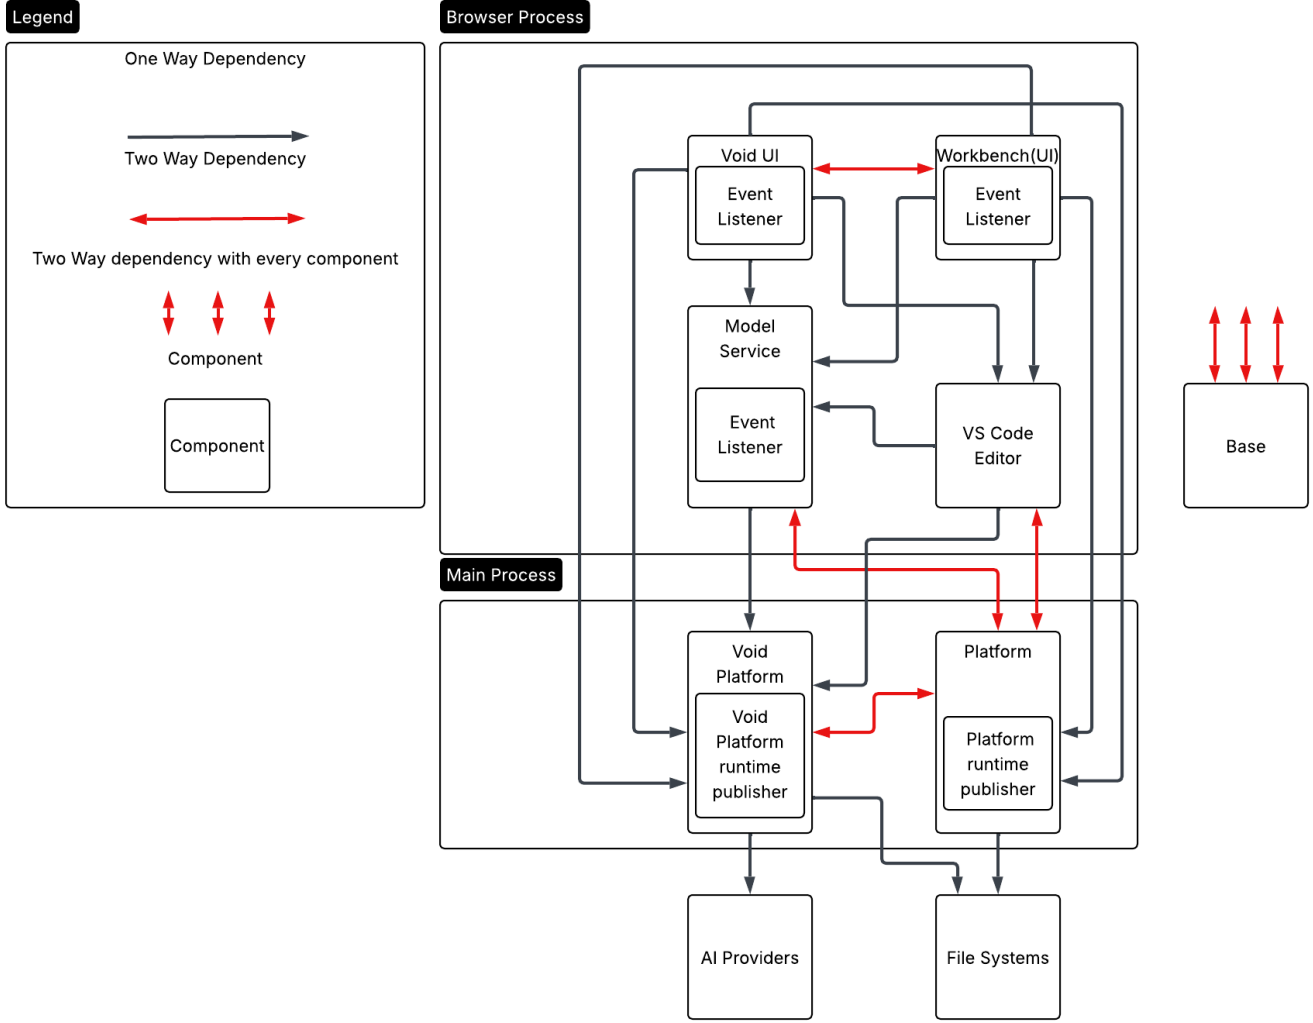 Legend
One Way Dependency
Two Way Dependency
Two Way dependency with every component
Component
Component
Browser Process
Void UI
Event
Listener
Workbench(UI)
Event
Listener
Model
Service
Event
Listener
VS Code
Editor
Base
Main Process
Void
Platform
Void
Platform
runtime
publisher
Platform
Platform
runtime
publisher
AI Providers
File Systems